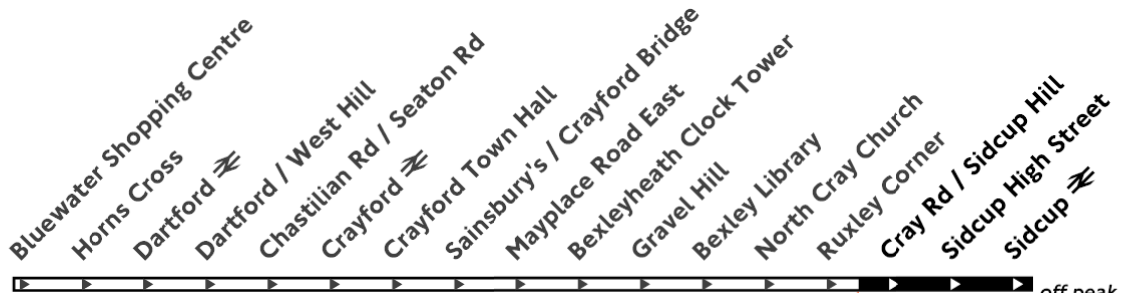 Bluewater Shopping Centre
Horns Cross
Dartford
Dartford / West Hill
Chastilian Rd / Seaton Rd
Crayford
Crayford Town Hall
Sainsbury's / Crayford Bridge
Mayplace Road East
Bexleyheath Clock Tower
Gravel Hill
Bexley Library
North Cray Church
Ruxley Corner
Cray Rd / Sidcup Hill
Sidcup High Street
Sidcup
off peak